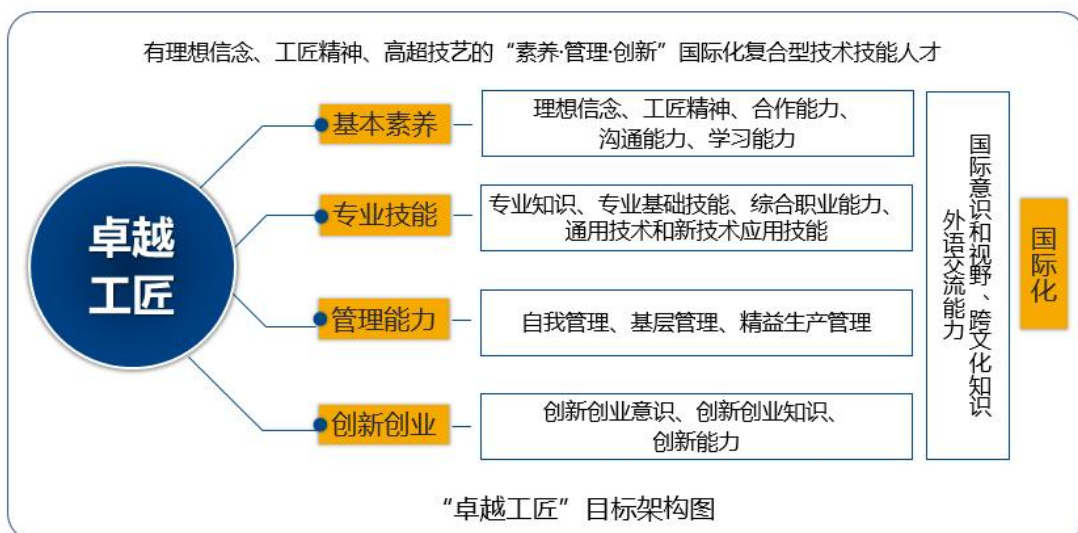 有理想信念、工匠精神、高超技艺的“素养·管理·创新”国际化复合型技术技能人才
卓越
工匠
基本素养
理想信念、工匠精神、合作能力、
沟通能力、学习能力
专业技能
专业知识、专业基础技能、综合职业能力、
通用技术和新技术应用技能
管理能力
自我管理、基层管理、精益生产管理
创新创业
创新创业意识、创新创业知识、
创新能力
国际意识和视野、跨文化知识
外语交流能力
国际化
“卓越工匠”目标架构图